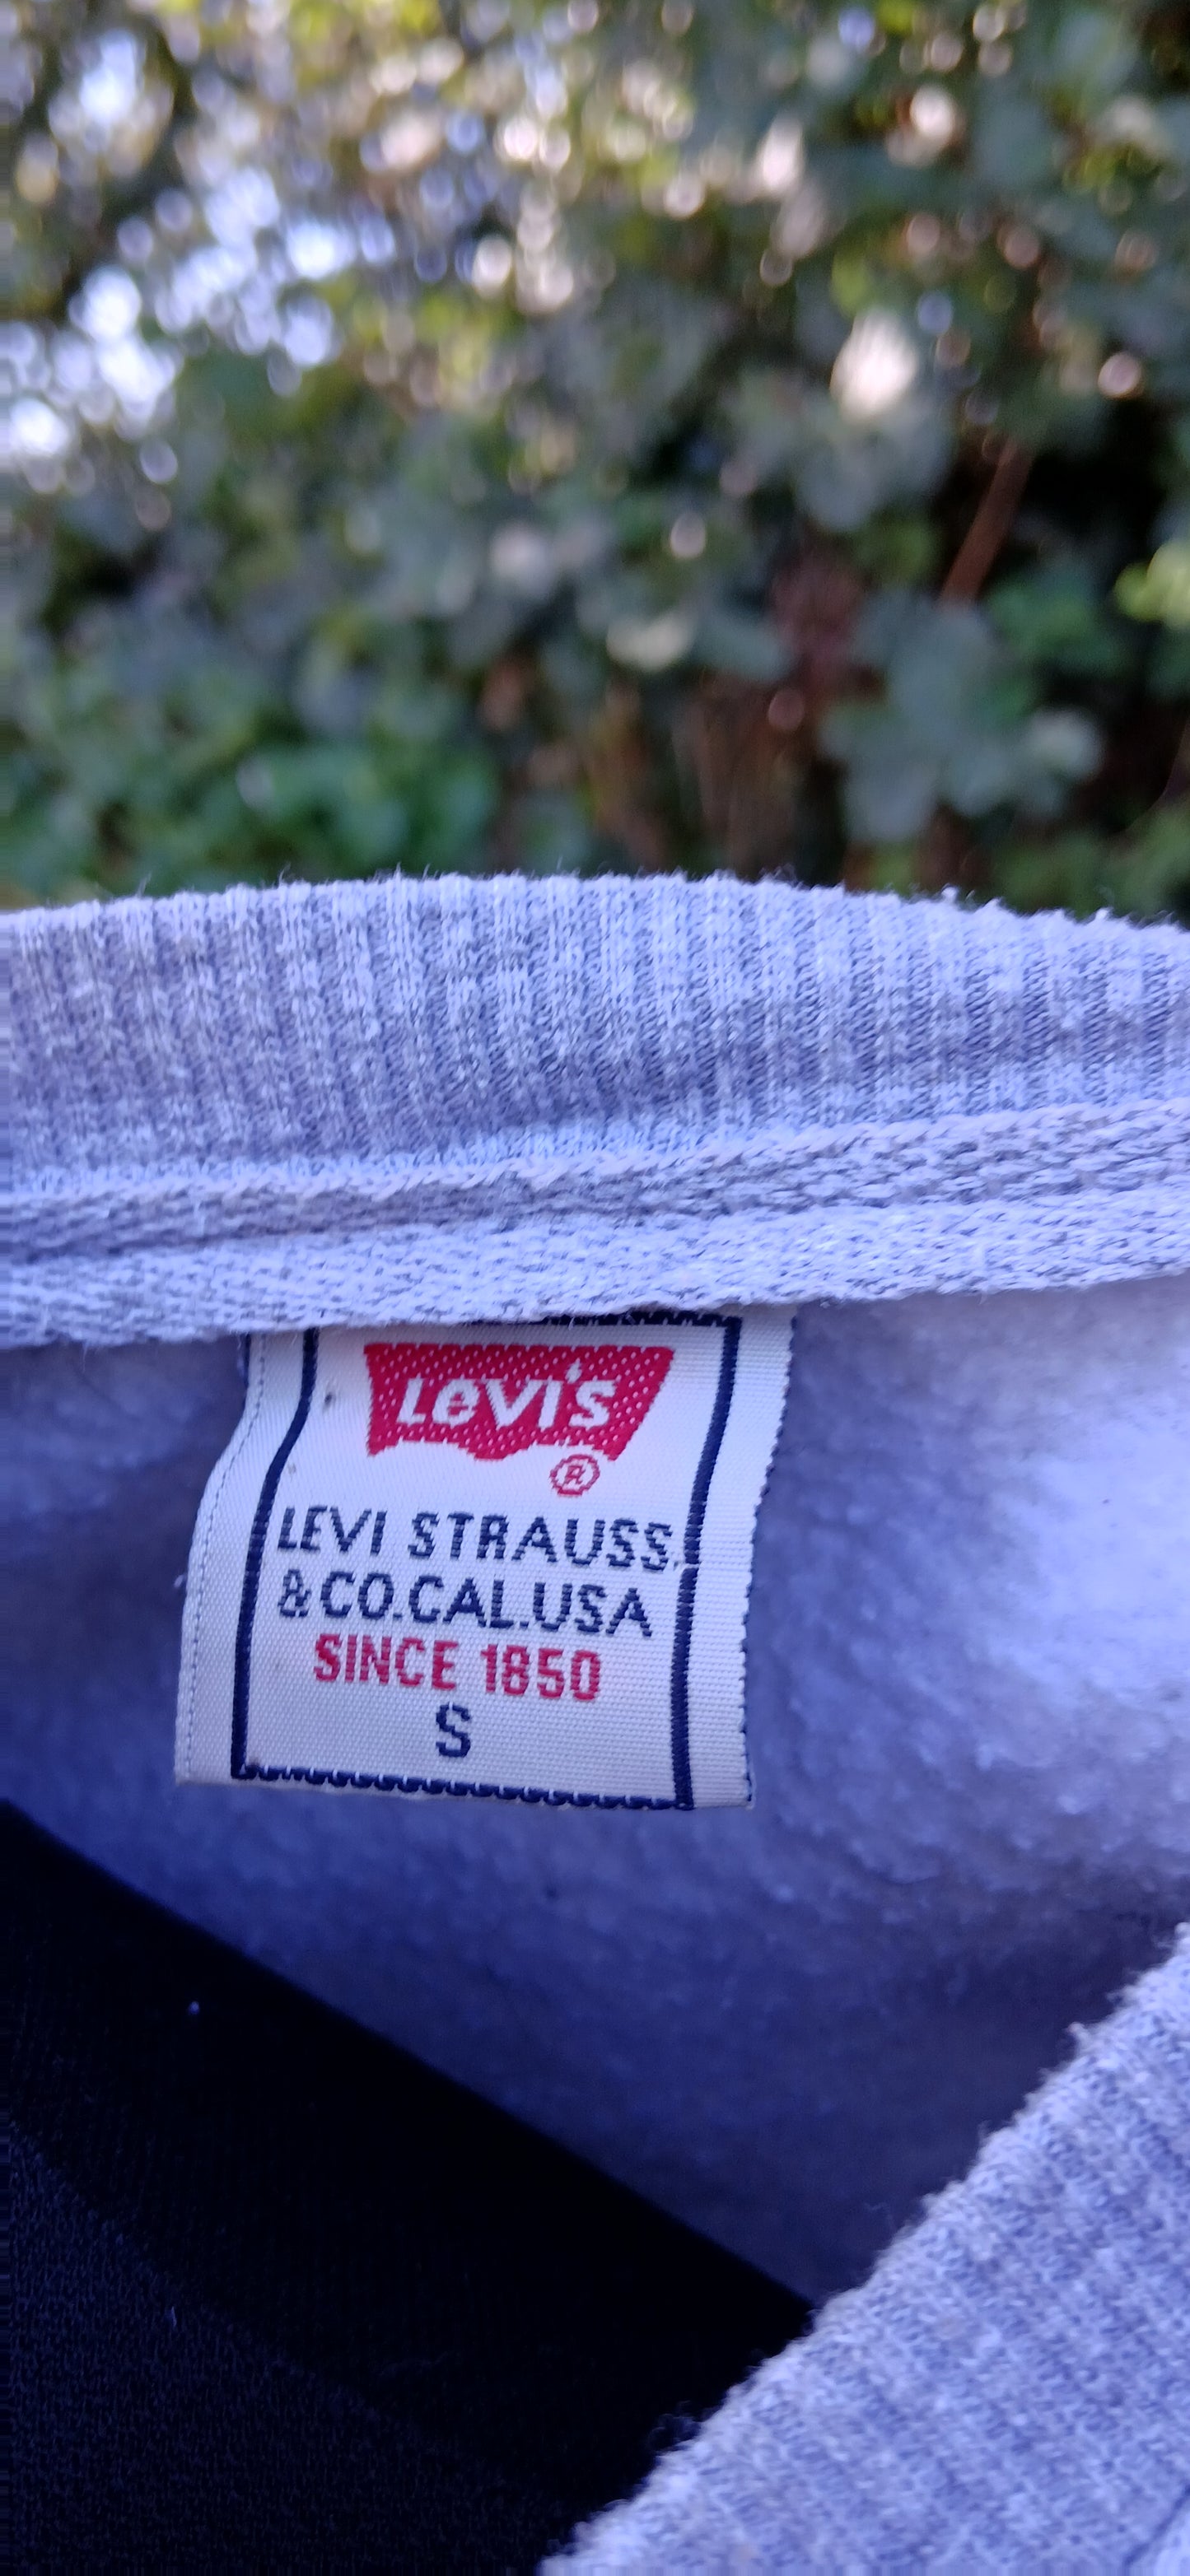 LEVI'S
®
LEVI STRAUSS.
&CO.CAL.USA
SINCE 1850
S